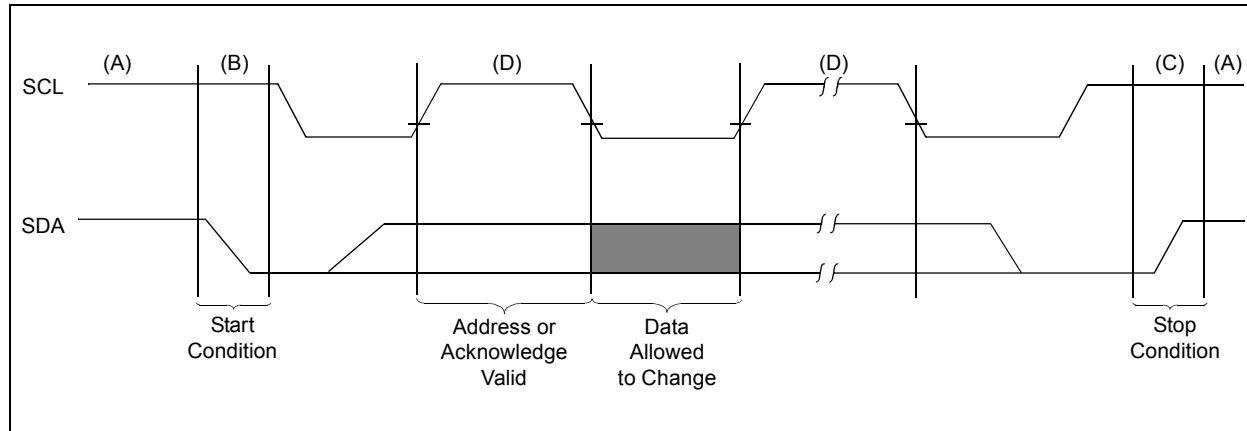 (A) (B) (D) (D) (C) (A)
SCL
SDA
Start
Condition
Address or
Acknowledge
Valid
Data
Allowed
to Change
Stop
Condition